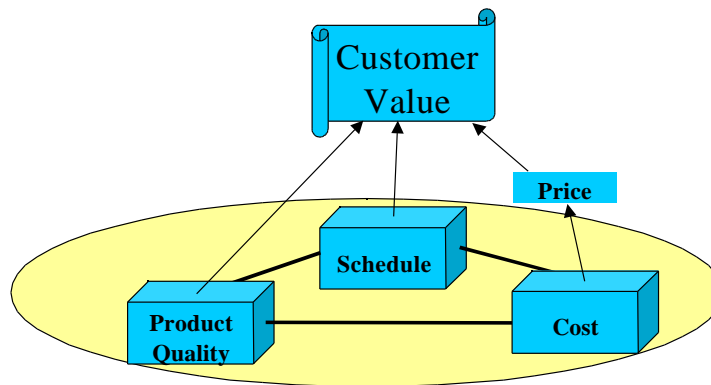 Customer
Value
Price
Schedule
Product
Quality
Cost